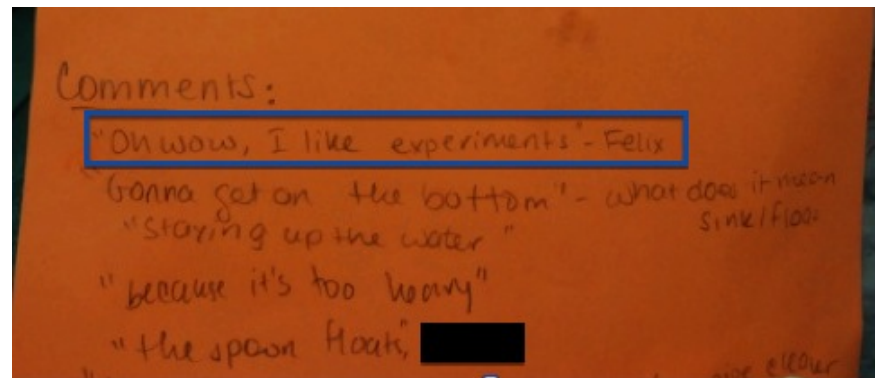 Comments:
"Oh wow, I like experiments" - Felix
"Gonna get on the bottom" - what does it mean
"Staying up the water" sink/float
"because it's too heavy"
"the spoon floats",